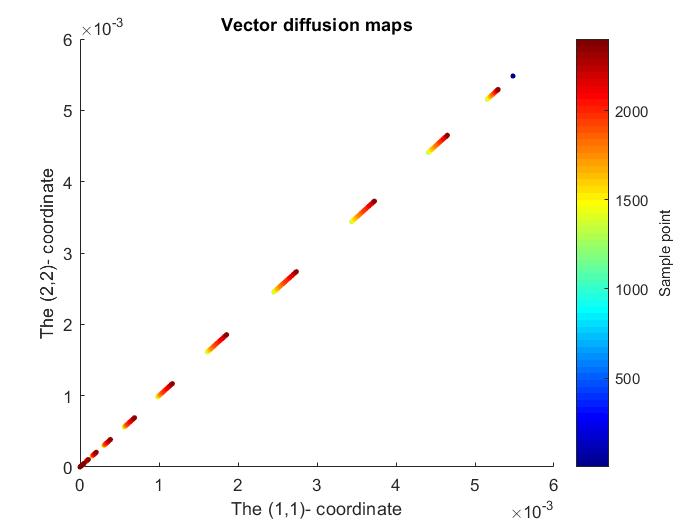 Vector diffusion maps
×10⁻³
6
5
4
3
2
1
0
The (2,2)- coordinate
0 1 2 3 4 5 6
The (1,1)- coordinate
×10⁻³
2000
1500
1000
500
Sample point